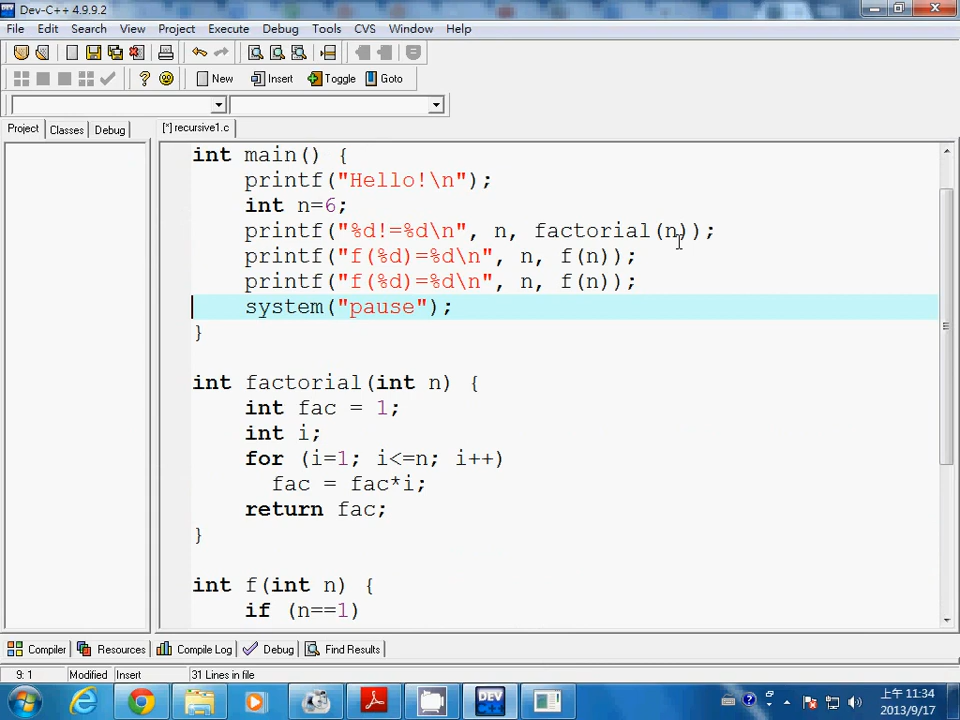 Dev-C++ 4.9.9.2
File Edit Search View Project Execute Debug Tools CVS Window Help
New Insert Toggle Goto
Project Classes Debug [*] recursive1.c
int main() {
printf("Hello!\n");
int n=6;
printf("%d!=%d\n", n, factorial(n));
printf("f(%d)=%d\n", n, f(n));
printf("f(%d)=%d\n", n, f(n));
system("pause");
}
int factorial(int n) {
int fac = 1;
int i;
for (i=1; i<=n; i++)
fac = fac*i;
return fac;
}
int f(int n) {
if (n==1)
Compiler Resources Compile Log Debug Find Results
9: 1 Modified Insert 31 Lines in file
DEV
C++
上午 11:34
2013/9/17